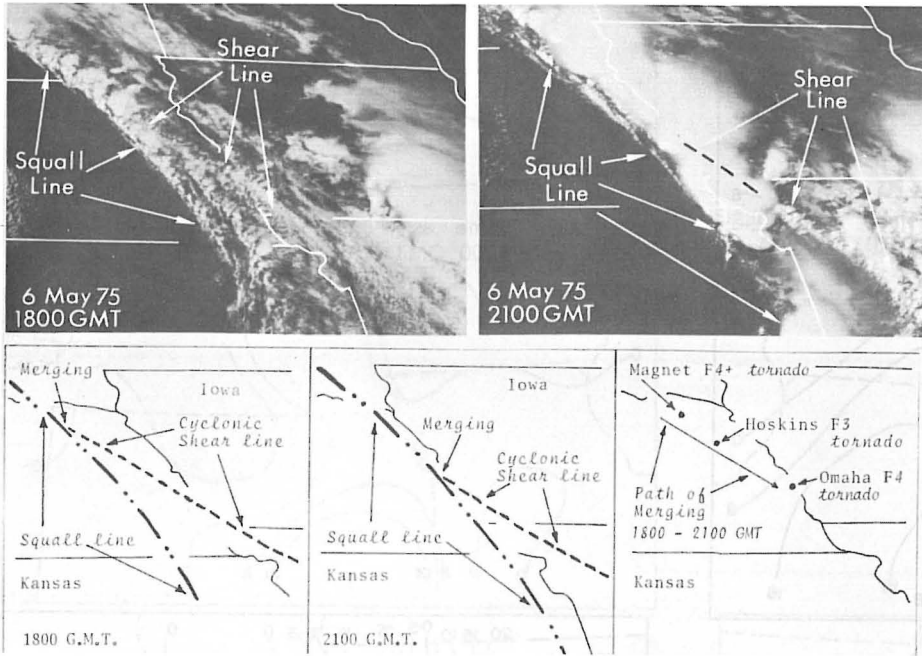 Shear
Line
Squall
Line
6 May 75
1800 GMT
Shear
Line
Squall
Line
6 May 75
2100 GMT
Merging
Iowa
Cyclonic
Shear line
Squall line
Kansas
1800 G.M.T.
Iowa
Merging
Cyclonic
Shear line
Squall line
Kansas
2100 G.M.T.
Magnet F4+ tornado
Hoskins F3
tornado
Omaha F4
tornado
Path of
Merging
1800 - 2100 GMT
Kansas